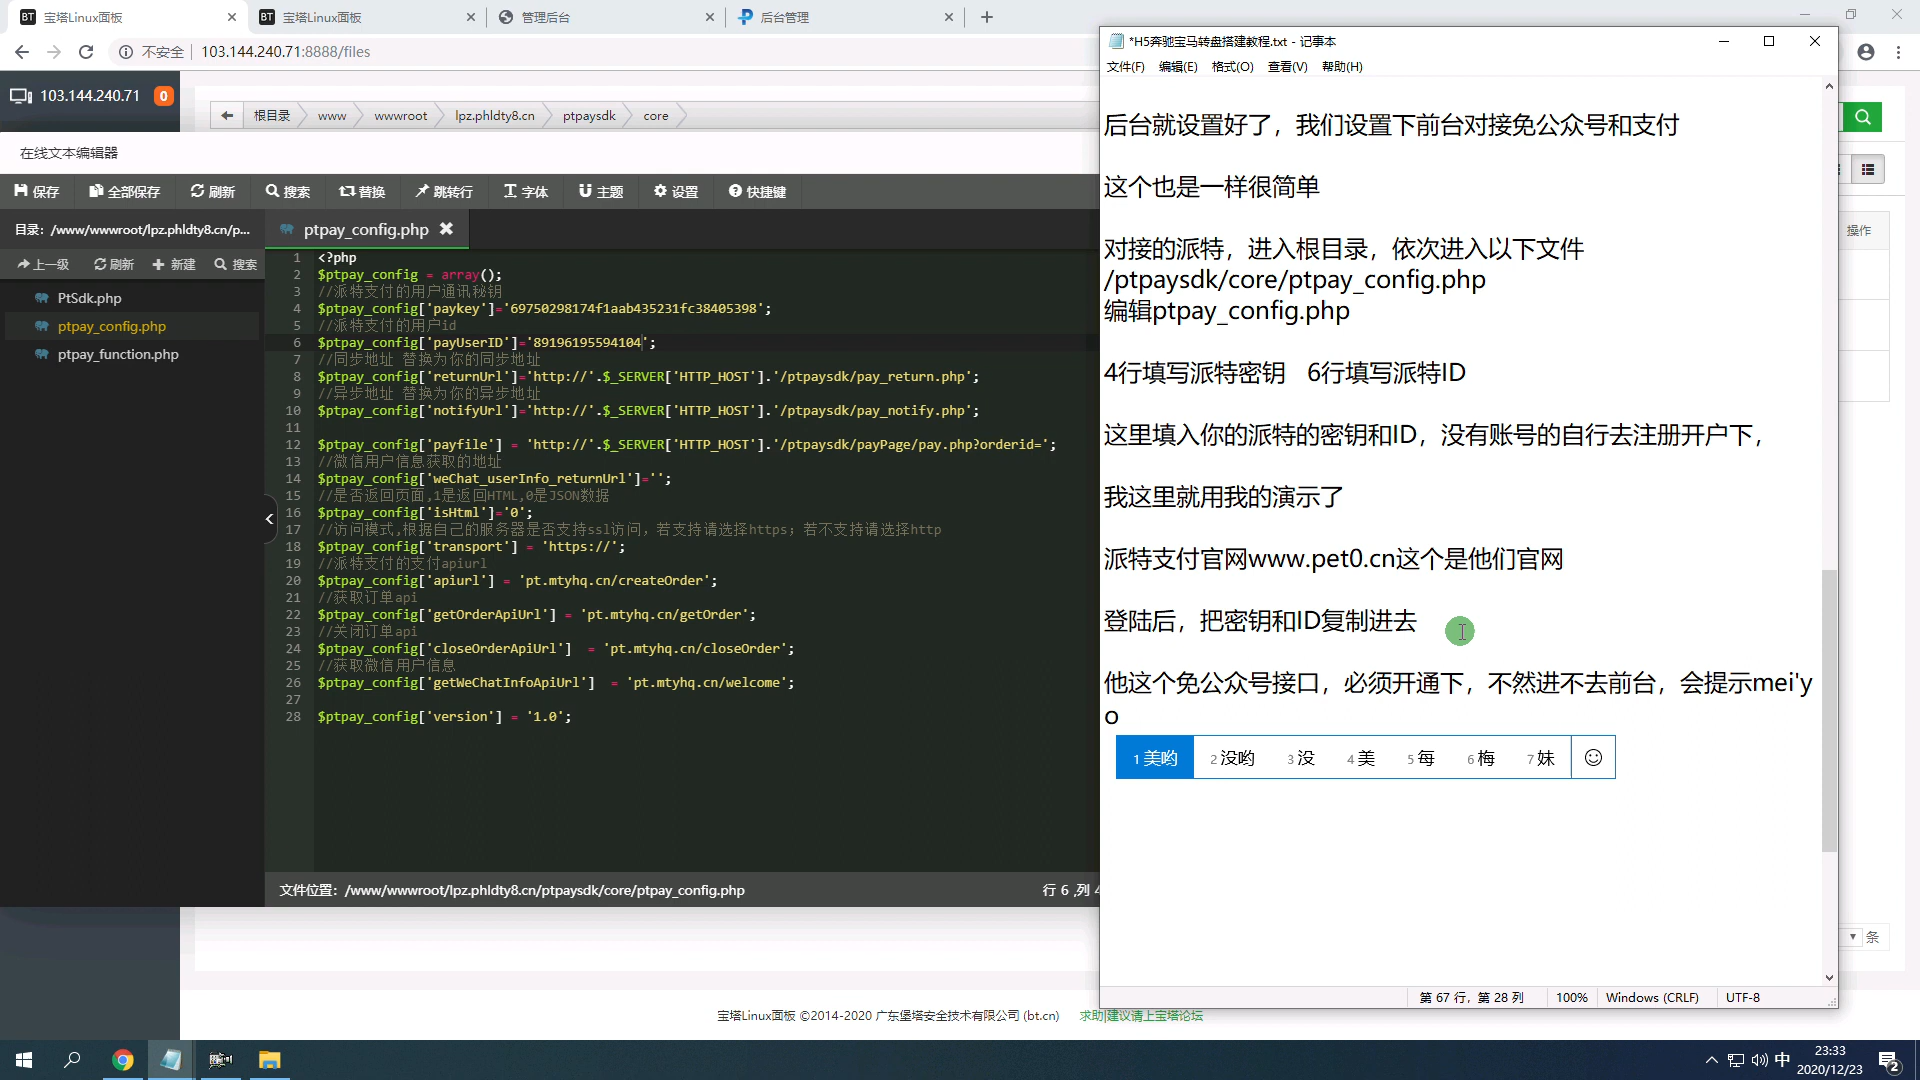 宝塔Linux面板
宝塔Linux面板
管理后台
后台管理
不安全 103.144.240.71:8888/files
103.144.240.71 0
根目录 www wwwroot lpz.phldty8.cn ptpaysdk core
在线文本编辑器
保存 全部保存 刷新 搜索 替换 跳转行 字体 主题 设置 快捷键
目录：/www/wwwroot/lpz.phldty8.cn/p...
ptpay_config.php
上一级 刷新 新建 搜索
PtSdk.php
ptpay_config.php
ptpay_function.php
1 <?php
2 $ptpay_config = array();
3 //派特支付的用户通讯秘钥
4 $ptpay_config['paykey']='69750298174f1aab435231fc38405398';
5 //派特支付的用户id
6 $ptpay_config['payUserID']='89196195594104';
7 //同步地址 替换为你的同步地址
8 $ptpay_config['returnUrl']='http://'.$_SERVER['HTTP_HOST'].'/ptpaysdk/pay_return.php';
9 //异步地址 替换为你的异步地址
10 $ptpay_config['notifyUrl']='http://'.$_SERVER['HTTP_HOST'].'/ptpaysdk/pay_notify.php';
11
12 $ptpay_config['payfile'] = 'http://'.$_SERVER['HTTP_HOST'].'/ptpaysdk/payPage/pay.php?orderid=';
13 //微信用户信息获取的地址
14 $ptpay_config['weChat_userInfo_returnUrl']='';
15 //是否返回页面,1是返回HTML,0是JSON数据
16 $ptpay_config['isHtml']='0';
17 //访问模式,根据自己的服务器是否支持ssl访问，若支持请选择https；若不支持请选择http
18 $ptpay_config['transport'] = 'https://';
19 //派特支付的支付apiurl
20 $ptpay_config['apiurl'] = 'pt.mtyhq.cn/createOrder';
21 //获取订单api
22 $ptpay_config['getOrderApiUrl'] = 'pt.mtyhq.cn/getOrder';
23 //关闭订单api
24 $ptpay_config['closeOrderApiUrl'] = 'pt.mtyhq.cn/closeOrder';
25 //获取微信用户信息
26 $ptpay_config['getWeChatInfoApiUrl'] = 'pt.mtyhq.cn/welcome';
27
28 $ptpay_config['version'] = '1.0';
文件位置：/www/wwwroot/lpz.phldty8.cn/ptpaysdk/core/ptpay_config.php
行 6 ,列
*H5奔驰宝马转盘搭建教程.txt - 记事本
文件(F) 编辑(E) 格式(O) 查看(V) 帮助(H)
后台就设置好了，我们设置下前台对接免公众号和支付
这个也是一样很简单
对接的派特，进入根目录，依次进入以下文件
/ptpaysdk/core/ptpay_config.php
编辑ptpay_config.php
4行填写派特密钥 6行填写派特ID
这里填入你的派特的密钥和ID，没有账号的自行去注册开户下，
我这里就用我的演示了
派特支付官网www.pet0.cn这个是他们官网
登陆后，把密钥和ID复制进去
他这个免公众号接口，必须开通下，不然进不去前台，会提示mei'y
o
1 美哟 2 没哟 3 没 4 美 5 每 6 梅 7 妹
第 67 行，第 28 列 100% Windows (CRLF) UTF-8
操作
条
宝塔Linux面板 ©2014-2020 广东堡塔安全技术有限公司 (bt.cn) 求助|建议请上宝塔论坛
中
23:33
2020/12/23
2